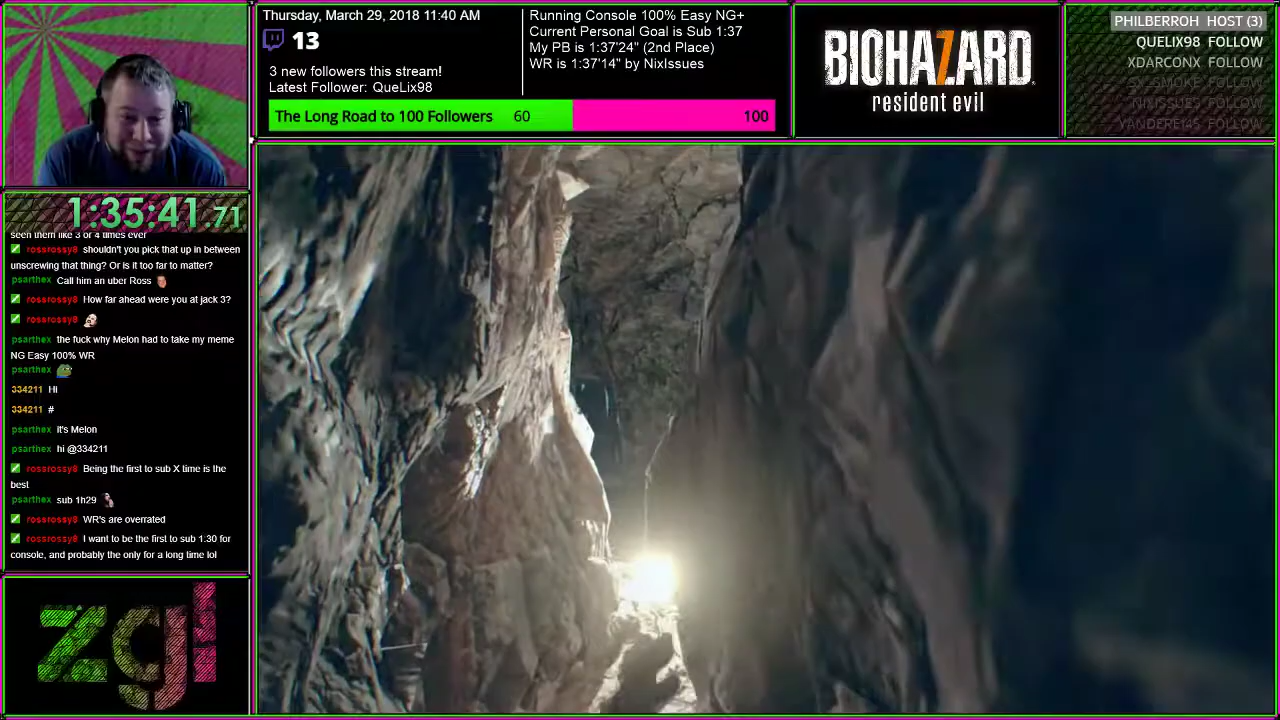 Thursday, March 29, 2018 11:40 AM
13
3 new followers this stream!
Latest Follower: QueLix98
Running Console 100% Easy NG+
Current Personal Goal is Sub 1:37
My PB is 1:37'24" (2nd Place)
WR is 1:37'14" by NixIssues
The Long Road to 100 Followers 60 100
BIOHAZARD
resident evil
PHILBERROH HOST (3)
QUELIX98 FOLLOW
XDARCONX FOLLOW
SX_SMOKE FOLLOW
NIXISSUES FOLLOW
YANDERE145 FOLLOW
1:35:41.71
seen them like 3 or 4 times ever
rossrossy8 shouldn't you pick that up in between
unscrewing that thing? Or is it too far to matter?
psarthex Call him an uber Ross
rossrossy8 How far ahead were you at jack 3?
rossrossy8
psarthex the fuck why Melon had to take my meme
NG Easy 100% WR
psarthex
334211 Hi
334211 #
psarthex it's Melon
psarthex hi @334211
rossrossy8 Being the first to sub X time is the
best
psarthex sub 1h29
rossrossy8 WR's are overrated
rossrossy8 I want to be the first to sub 1:30 for
console, and probably the only for a long time lol
zgj